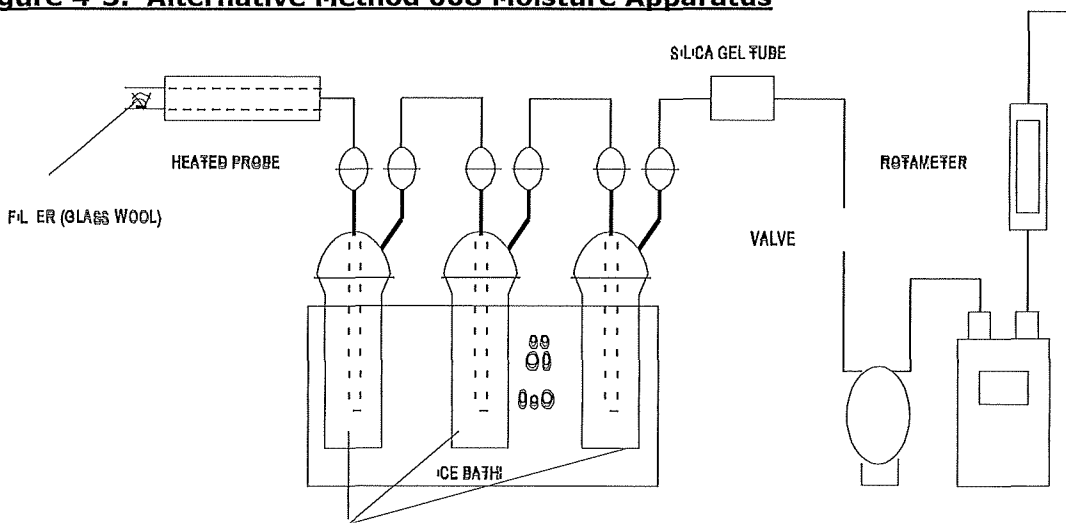 igure 4-3. Alternative Method 008 Moisture Apparatus
SILICA GEL TUBE
HEATED PROBE
ROTAMETER
FIL ER (GLASS WOOL)
VALVE
ICE BATH